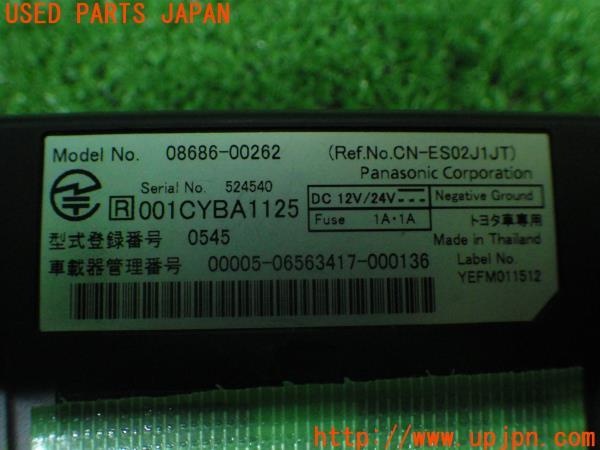 USED PARTS JAPAN
Model No. 08686-00262 (Ref.No.CN-ES02J1JT)
Panasonic Corporation
Serial No. 524540
R 001CYBA1125
DC 12V/24V Negative Ground
Fuse 1A・1A トヨタ車専用
型式登録番号 0545 Made in Thailand
車載器管理番号 00005-06563417-000136 Label No.
YEFM011512
http://www.upjpn.com